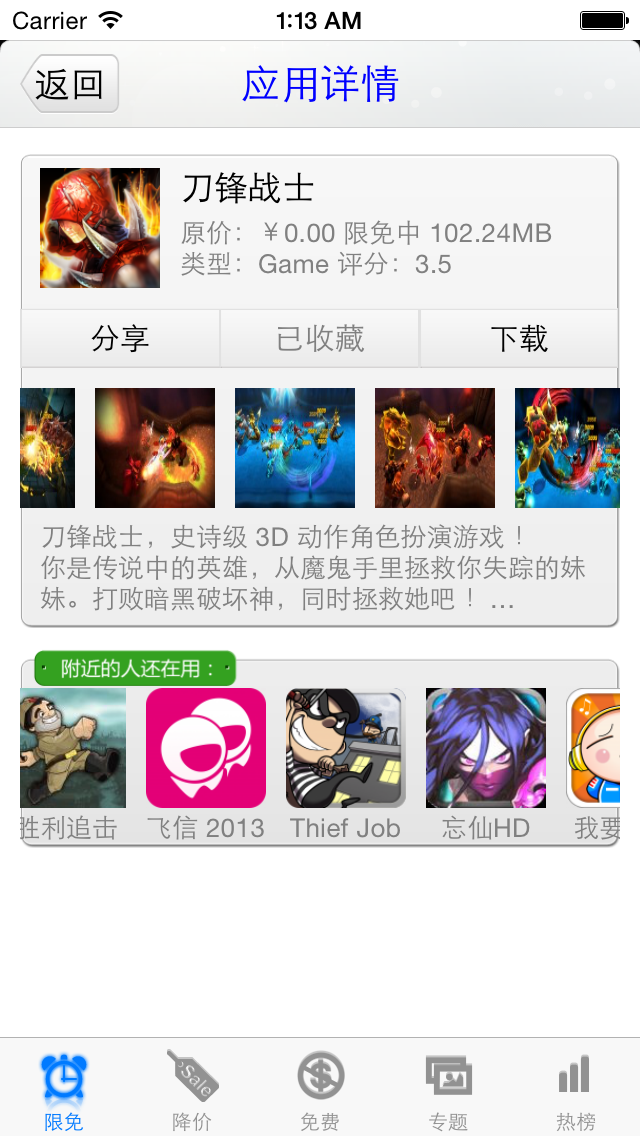 Carrier 1:13 AM
返回 应用详情
刀锋战士
原价：￥0.00 限免中 102.24MB
类型：Game 评分：3.5
分享 已收藏 下载
刀锋战士，史诗级 3D 动作角色扮演游戏！
你是传说中的英雄，从魔鬼手里拯救你失踪的妹
妹。打败暗黑破坏神，同时拯救她吧！...
附近的人还在用：
胜利追击 飞信 2013 Thief Job 忘仙HD 我要
Sale
限免 降价 免费 专题 热榜